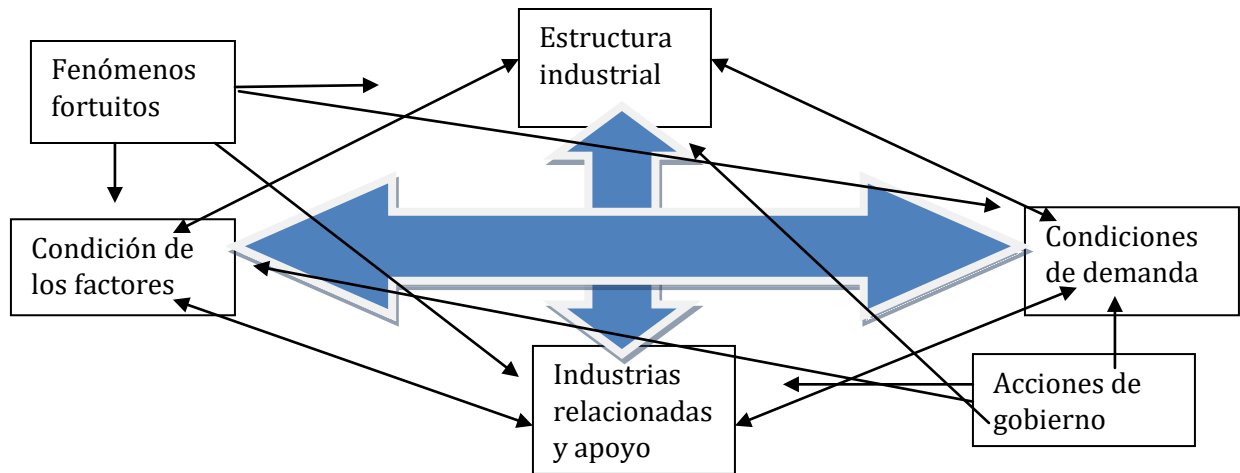 Estructura
industrial
Fenómenos
fortuitos
Condición de
los factores
Condiciones
de demanda
Industrias
relacionadas
y apoyo
Acciones de
gobierno